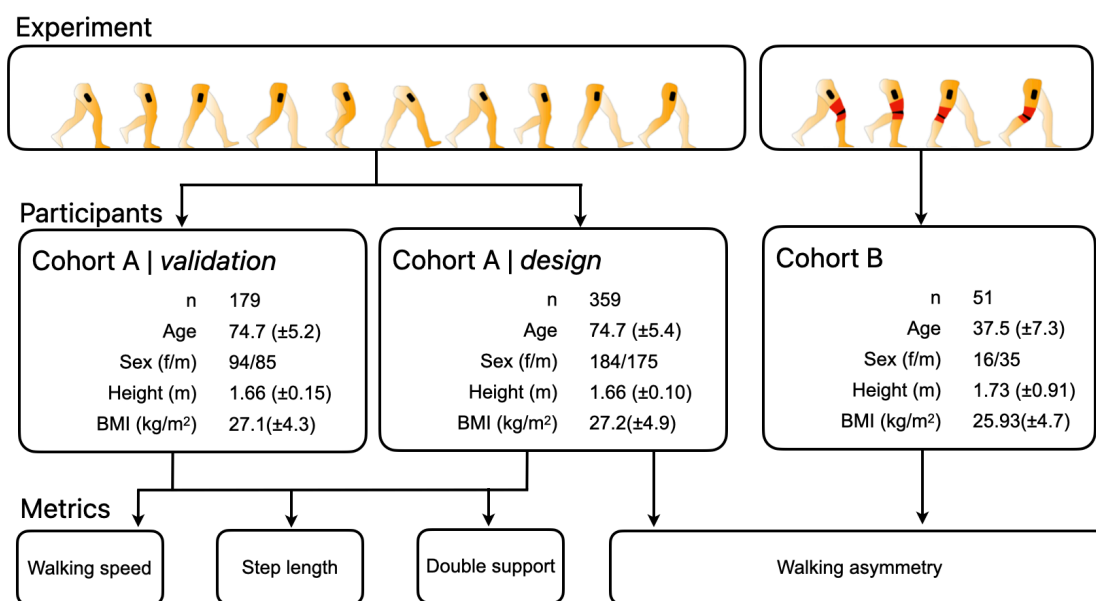 Experiment
Participants
Cohort A | validation
n 179
Age 74.7 (±5.2)
Sex (f/m) 94/85
Height (m) 1.66 (±0.15)
BMI (kg/m²) 27.1(±4.3)
Cohort A | design
n 359
Age 74.7 (±5.4)
Sex (f/m) 184/175
Height (m) 1.66 (±0.10)
BMI (kg/m²) 27.2(±4.9)
Cohort B
n 51
Age 37.5 (±7.3)
Sex (f/m) 16/35
Height (m) 1.73 (±0.91)
BMI (kg/m²) 25.93(±4.7)
Metrics
Walking speed
Step length
Double support
Walking asymmetry